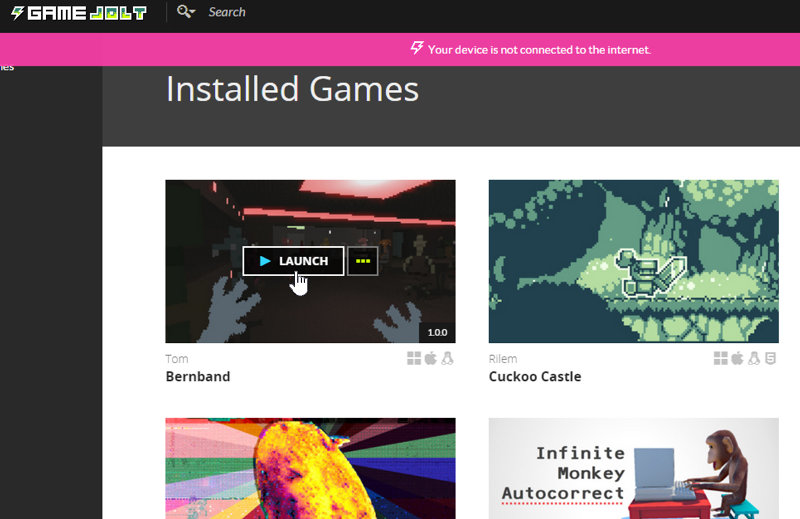 GAME JOLT
Search
Your device is not connected to the internet.
Installed Games
LAUNCH
1.0.0
Tom
Bernband
Rilem
Cuckoo Castle
Infinite
Monkey
Autocorrect